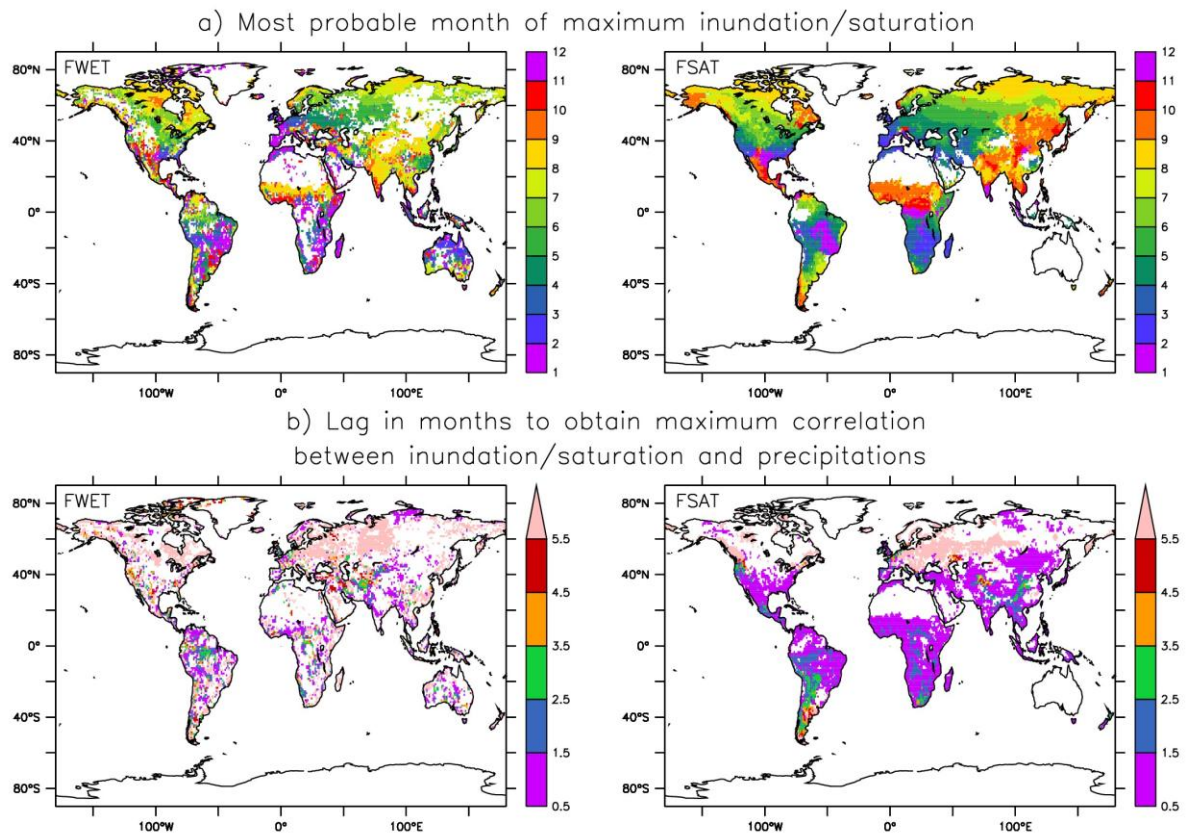 a) Most probable month of maximum inundation/saturation
FWET
80°N
40°N
0°
40°S
80°S
100°W
0°
100°E
12
11
10
9
8
7
6
5
4
3
2
1
FSAT
80°N
40°N
0°
40°S
80°S
100°W
0°
100°E
12
11
10
9
8
7
6
5
4
3
2
1
b) Lag in months to obtain maximum correlation
between inundation/saturation and precipitations
FWET
80°N
40°N
0°
40°S
80°S
100°W
0°
100°E
5.5
4.5
3.5
2.5
1.5
0.5
FSAT
80°N
40°N
0°
40°S
80°S
100°W
0°
100°E
5.5
4.5
3.5
2.5
1.5
0.5